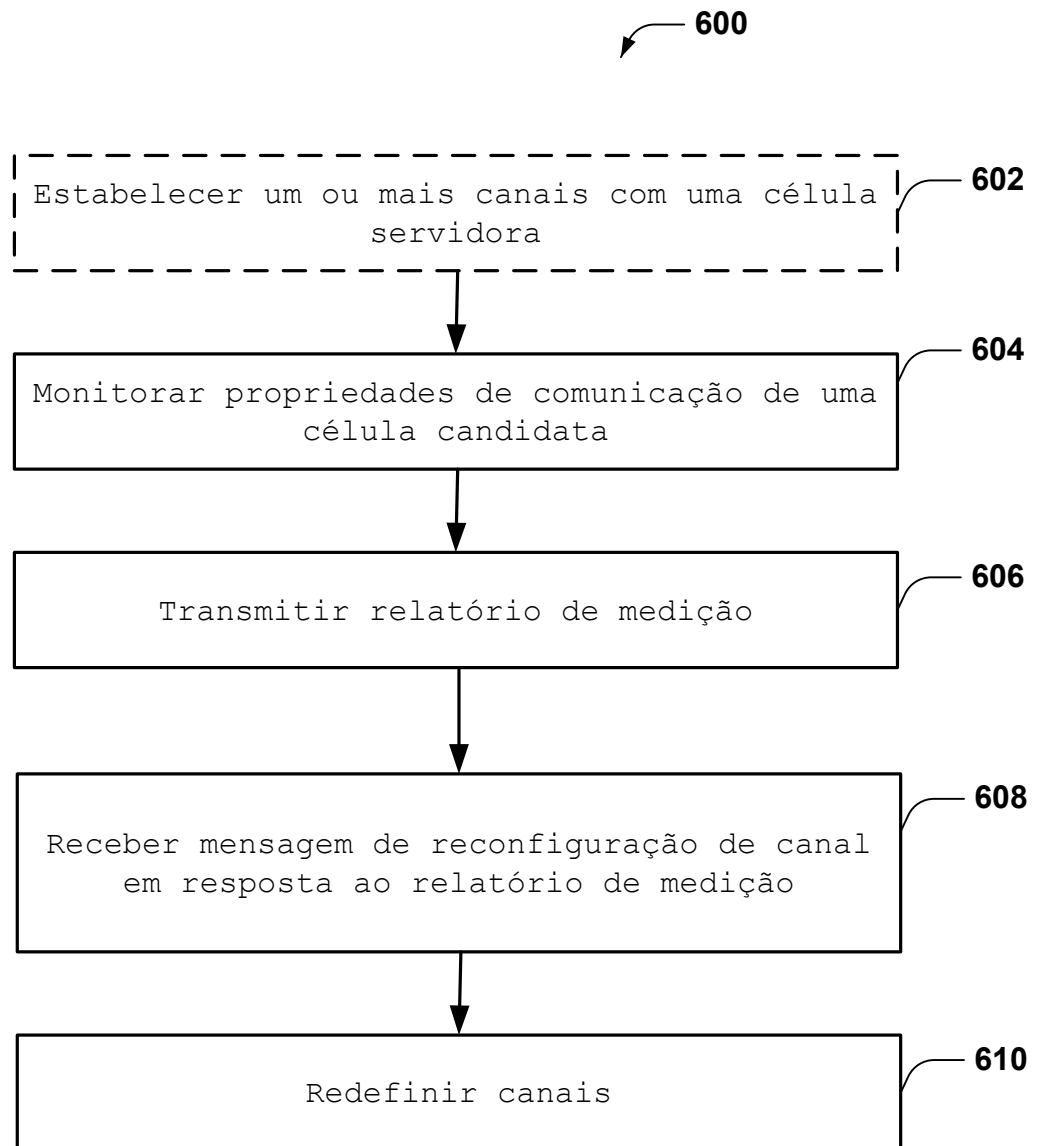 600
Estabelecer um ou mais canais com uma célula
servidora
602
Monitorar propriedades de comunicação de uma
célula candidata
604
Transmitir relatório de medição
606
Receber mensagem de reconfiguração de canal
em resposta ao relatório de medição
608
Redefinir canais
610